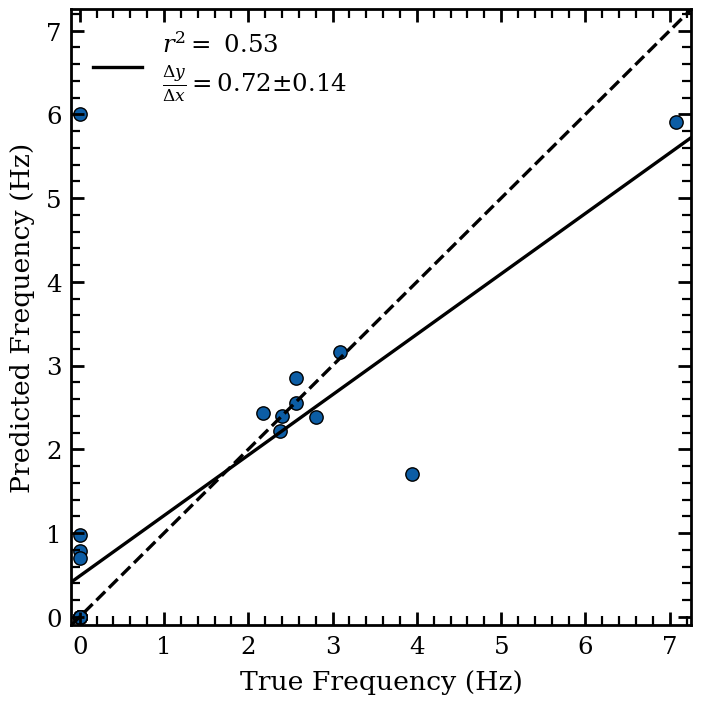 r² = 0.53
Δy/Δx = 0.72±0.14
7
6
5
4
3
2
1
0
Predicted Frequency (Hz)
0 1 2 3 4 5 6 7
True Frequency (Hz)